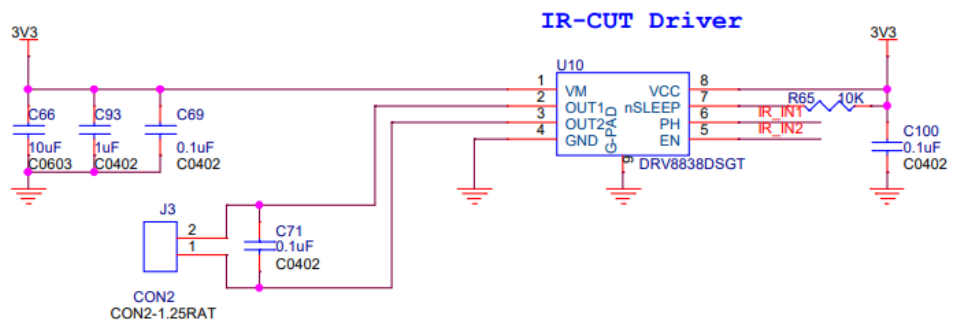 IR-CUT Driver
3V3
3V3
U10
1 VM VCC 8
2 OUT1 nSLEEP 7 R65 10K
3 OUT2 PH 6 IR_IN1
4 GND EN 5 IR_IN2
G-PAD
9
DRV8838DSGT
C66 C93 C69
10uF 1uF 0.1uF
C0603 C0402 C0402
C100
0.1uF
C0402
J3
2
1
C71
0.1uF
C0402
CON2
CON2-1.25RAT